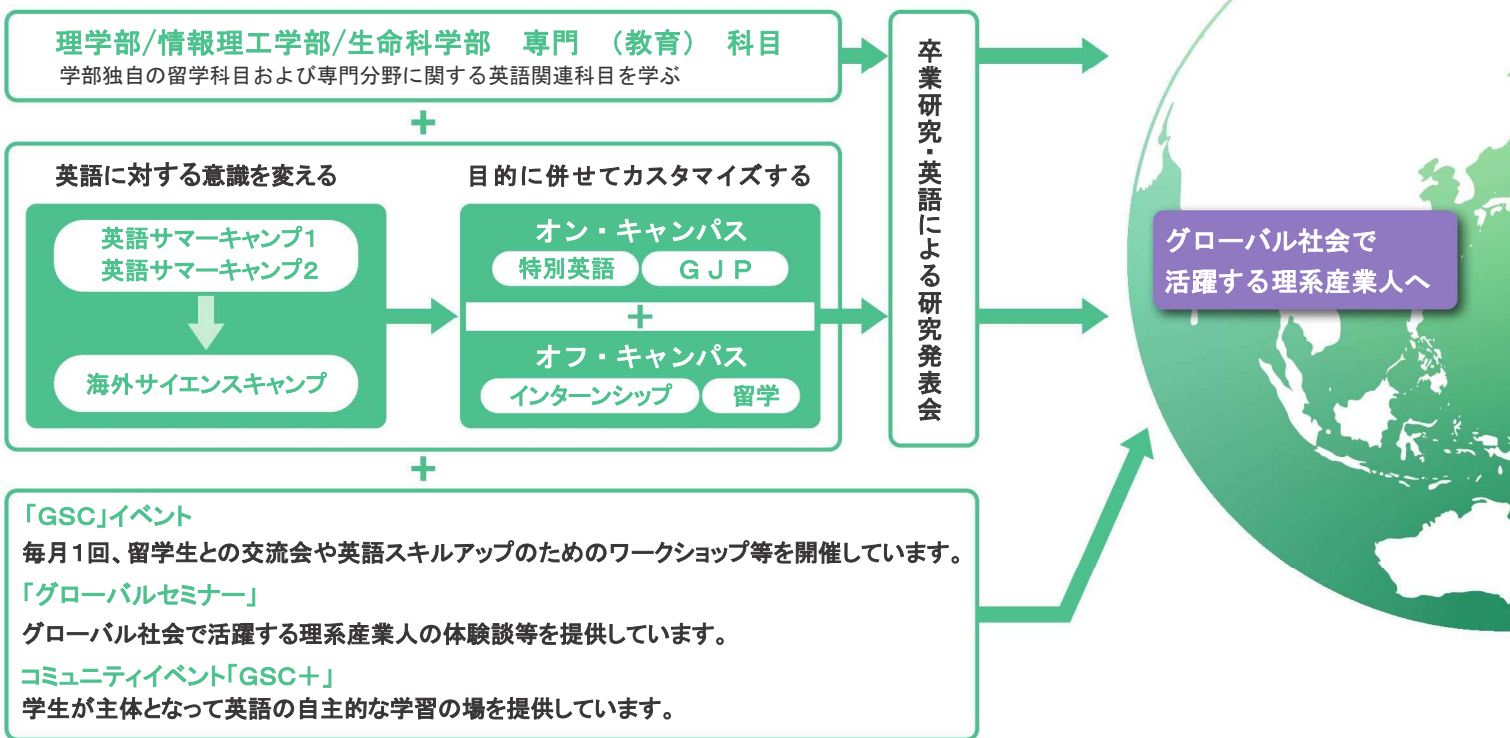 理学部/情報理工学部/生命科学部　専門　（教育）　科目
学部独自の留学科目および専門分野に関する英語関連科目を学ぶ
+
英語に対する意識を変える
英語サマーキャンプ1
英語サマーキャンプ2
海外サイエンスキャンプ
目的に併せてカスタマイズする
オン・キャンパス
特別英語
ＧＪＰ
+
オフ・キャンパス
インターンシップ
留学
卒業研究・英語による研究発表会
+
「GSC」イベント
毎月1回、留学生との交流会や英語スキルアップのためのワークショップ等を開催しています。
「グローバルセミナー」
グローバル社会で活躍する理系産業人の体験談等を提供しています。
コミュニティイベント「GSC＋」
学生が主体となって英語の自主的な学習の場を提供しています。
グローバル社会で
活躍する理系産業人へ